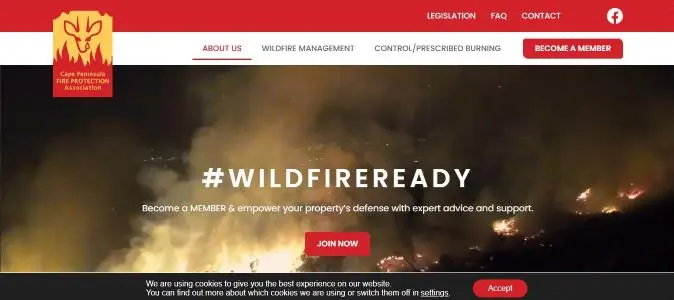 LEGISLATION FAQ CONTACT
Cape Peninsula
FIRE PROTECTION
Association
ABOUT US WILDFIRE MANAGEMENT CONTROL/PRESCRIBED BURNING BECOME A MEMBER
#WILDFIREREADY
Become a MEMBER & empower your property's defense with expert advice and support.
JOIN NOW
We are using cookies to give you the best experience on our website.
You can find out more about which cookies we are using or switch them off in settings.
Accept